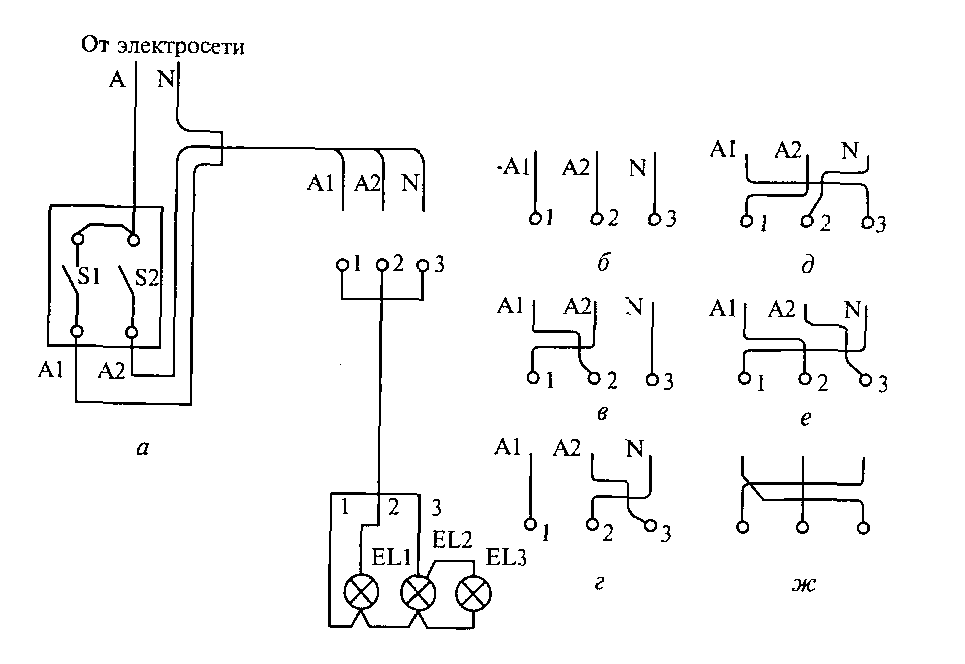 От электросети
A N
A1 A2 N
S1 S2
1 2 3
A1 A2
а
1 2 3
EL1 EL2 EL3
A1 A2 N
1 2 3
б
A1 A2 N
1 2 3
д
A1 A2 N
1 2 3
в
A1 A2 N
1 2 3
е
A1 A2 N
1 2 3
г
ж